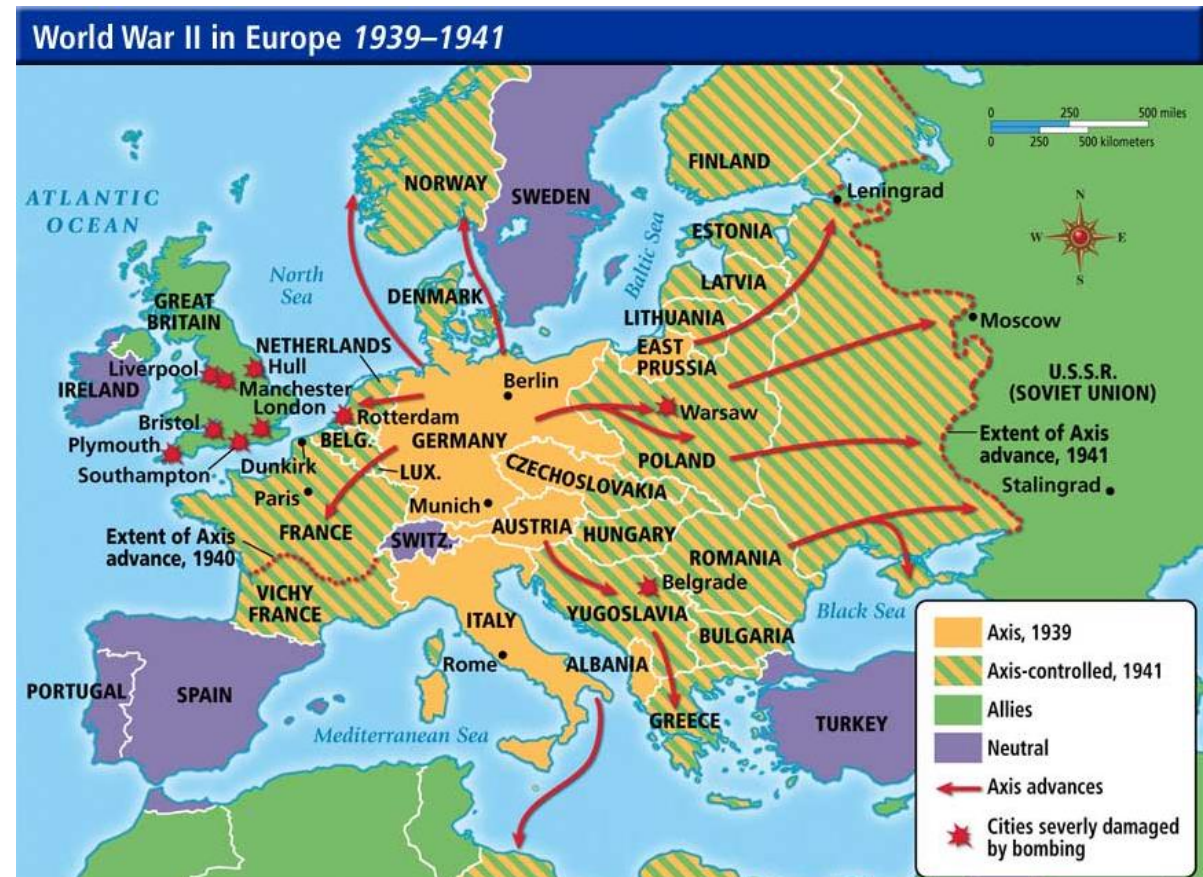 World War II in Europe 1939–1941
0 250 500 miles
0 250 500 kilometers
N
W E
S
ATLANTIC
OCEAN
North
Sea
Baltic Sea
NORWAY
SWEDEN
FINLAND
Leningrad
ESTONIA
LATVIA
LITHUANIA
EAST
PRUSSIA
Moscow
U.S.S.R.
(SOVIET UNION)
Extent of Axis
advance, 1941
Stalingrad
DENMARK
GREAT
BRITAIN
NETHERLANDS
IRELAND
Liverpool
Hull
Manchester
London
Bristol
Plymouth
Southampton
Rotterdam
Berlin
Warsaw
BELG.
GERMANY
POLAND
Dunkirk
LUX.
CZECHOSLOVAKIA
Paris
Munich
FRANCE
AUSTRIA
HUNGARY
SWITZ.
Extent of Axis
advance, 1940
ROMANIA
Belgrade
VICHY
FRANCE
YUGOSLAVIA
Black Sea
ITALY
BULGARIA
Rome
ALBANIA
PORTUGAL
SPAIN
GREECE
TURKEY
Mediterranean Sea
Axis, 1939
Axis-controlled, 1941
Allies
Neutral
Axis advances
Cities severly damaged
by bombing